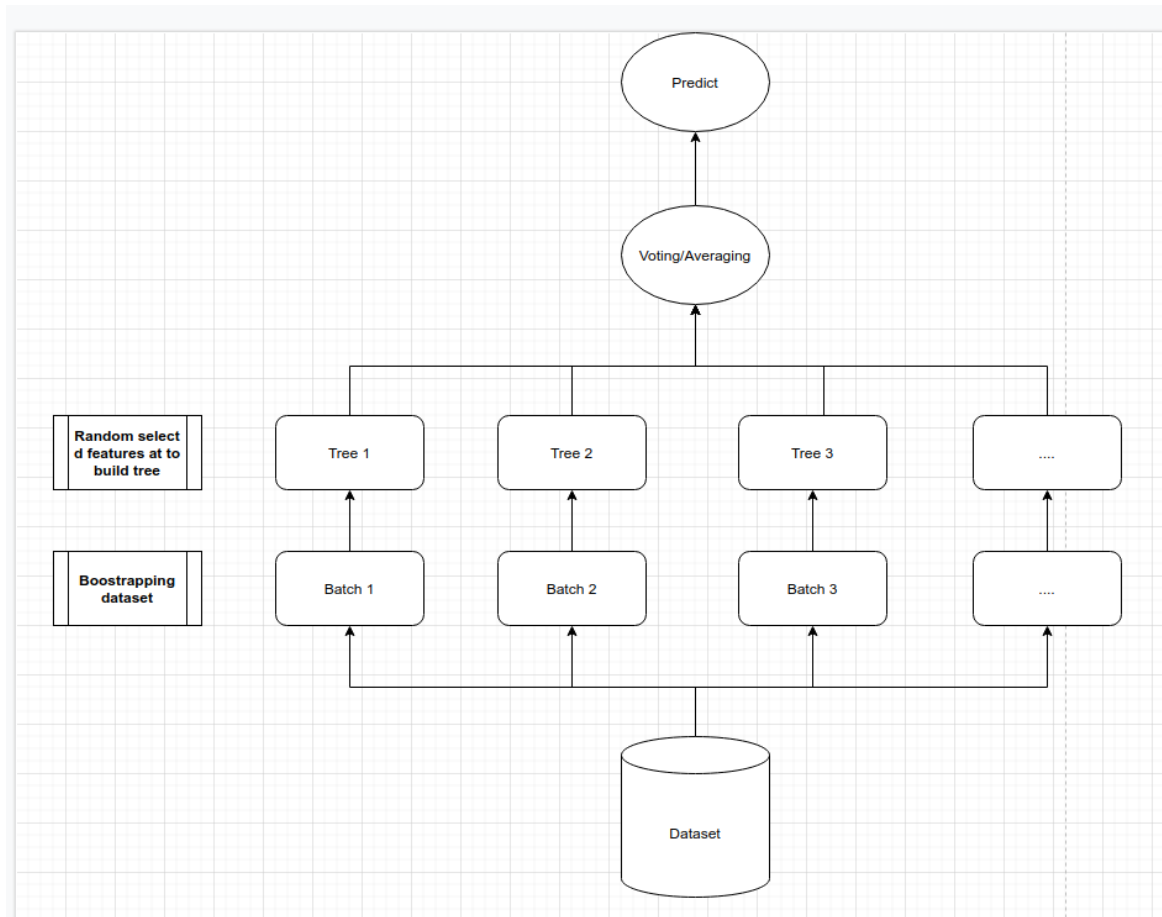 Predict
Voting/Averaging
Random select
d features at to
build tree
Tree 1
Tree 2
Tree 3
....
Boostrapping
dataset
Batch 1
Batch 2
Batch 3
....
Dataset